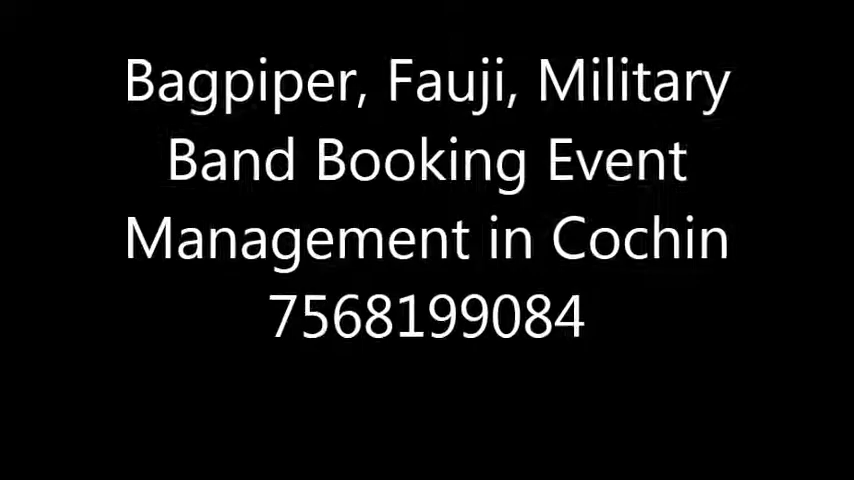 Bagpiper, Fauji, Military
Band Booking Event
Management in Cochin
7568199084